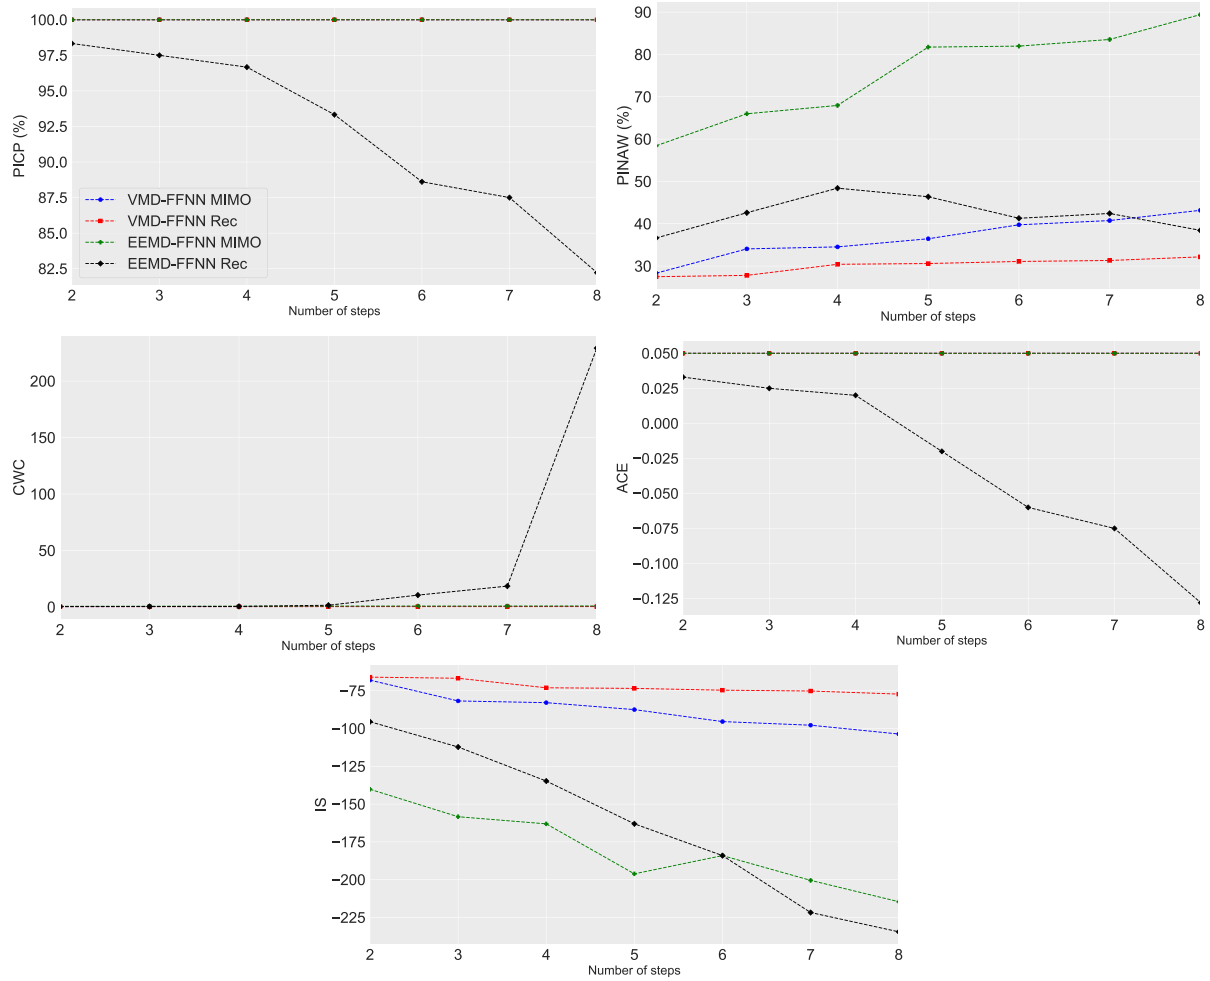 100.0
97.5
95.0
92.5
90.0
87.5
85.0
82.5
PICP (%)
VMD-FFNN MIMO
VMD-FFNN Rec
EEMD-FFNN MIMO
EEMD-FFNN Rec
2 3 4 5 6 7 8
Number of steps
90
80
70
60
50
40
30
PINAW (%)
2 3 4 5 6 7 8
Number of steps
200
150
100
50
0
CWC
2 3 4 5 6 7 8
Number of steps
0.050
0.025
0.000
−0.025
−0.050
−0.075
−0.100
−0.125
ACE
2 3 4 5 6 7 8
Number of steps
−75
−100
−125
−150
−175
−200
−225
IS
2 3 4 5 6 7 8
Number of steps